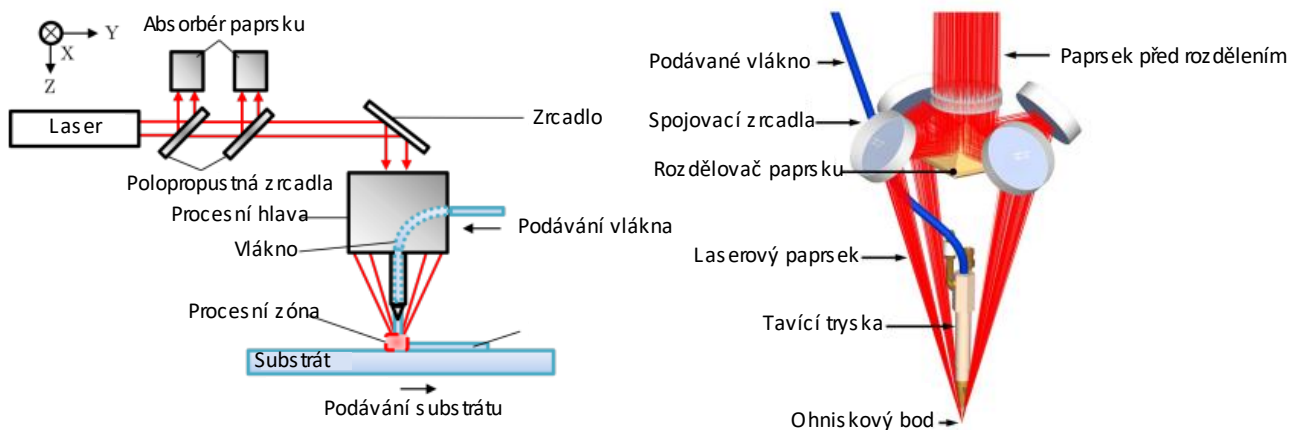 Absorbér paprsku
Y
X
Z
Laser
Zrcadlo
Polopropustná zrcadla
Procesní hlava
Vlákno
Podávání vlákna
Procesní zóna
Substrát
Podávání substrátu
Podávané vlákno
Paprsek před rozdělením
Spojovací zrcadla
Rozdělovač paprsku
Laserový paprsek
Tavící tryska
Ohniskový bod